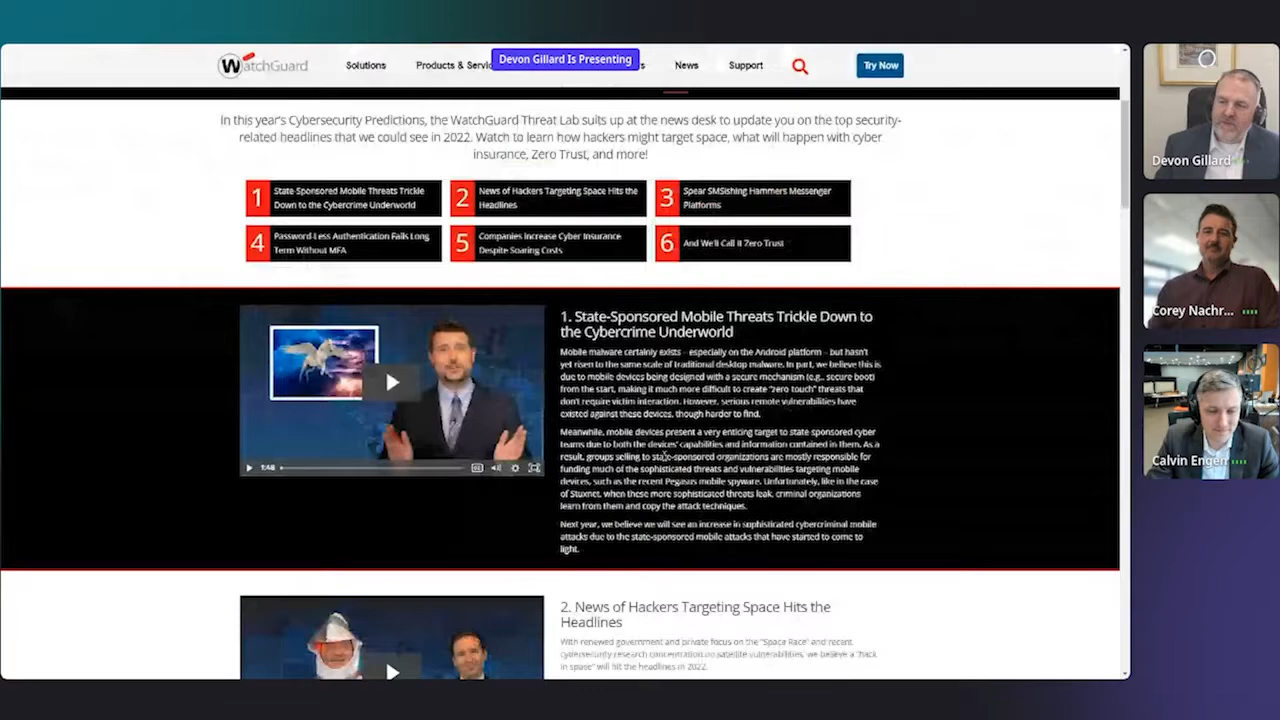 WatchGuard
Solutions
Products & Servic
Devon Gillard Is Presenting
s
News
Support
Try Now
In this year's Cybersecurity Predictions, the WatchGuard Threat Lab suits up at the news desk to update you on the top security-
related headlines that we could see in 2022. Watch to learn how hackers might target space, what will happen with cyber
insurance, Zero Trust, and more!
1 State Sponsored Mobile Threats Trickle
Down to the Cybercrime Underworld
2 News of Hackers Targeting Space Hits the
Headlines
3 Spear SMSishing Hammers Messenger
Platforms
4 Password-Less Authentication Fails Long
Term Without MFA
5 Companies Increase Cyber Insurance
Despite Soaring Costs
6 And We'll Call it Zero Trust
1. State-Sponsored Mobile Threats Trickle Down to
the Cybercrime Underworld
Mobile malware certainly exists – especially on the Android platform – but hasn't
yet risen to the same scale of traditional desktop malware. In part, we believe this is
due to mobile devices being designed with a secure mechanism (e.g., secure boot)
from the start, making it much more difficult to create "zero touch" threats that
don't require victim interaction. However, serious remote vulnerabilities have
existed against these devices, though harder to find.
Meanwhile, mobile devices present a very enticing target to state sponsored cyber
teams due to both the devices' capabilities and information contained in them. As a
result, groups selling to state-sponsored organizations are mostly responsible for
funding much of the sophisticated threats and vulnerabilities targeting mobile
devices, such as the recent Pegasus mobile spyware. Unfortunately, like in the case
of Stuxnet, when these more sophisticated threats leak, criminal organizations
learn from them and copy the attack techniques.
Next year, we believe we will see an increase in sophisticated cybercriminal mobile
attacks due to the state-sponsored mobile attacks that have started to come to
light.
1:48
CC
2. News of Hackers Targeting Space Hits the
Headlines
With renewed government and private focus on the "Space Race" and recent
cybersecurity research concentration on satellite vulnerabilities, we believe a "hack
in space" will hit the headlines in 2022.
Devon Gillard
Corey Nachr...
Calvin Engen